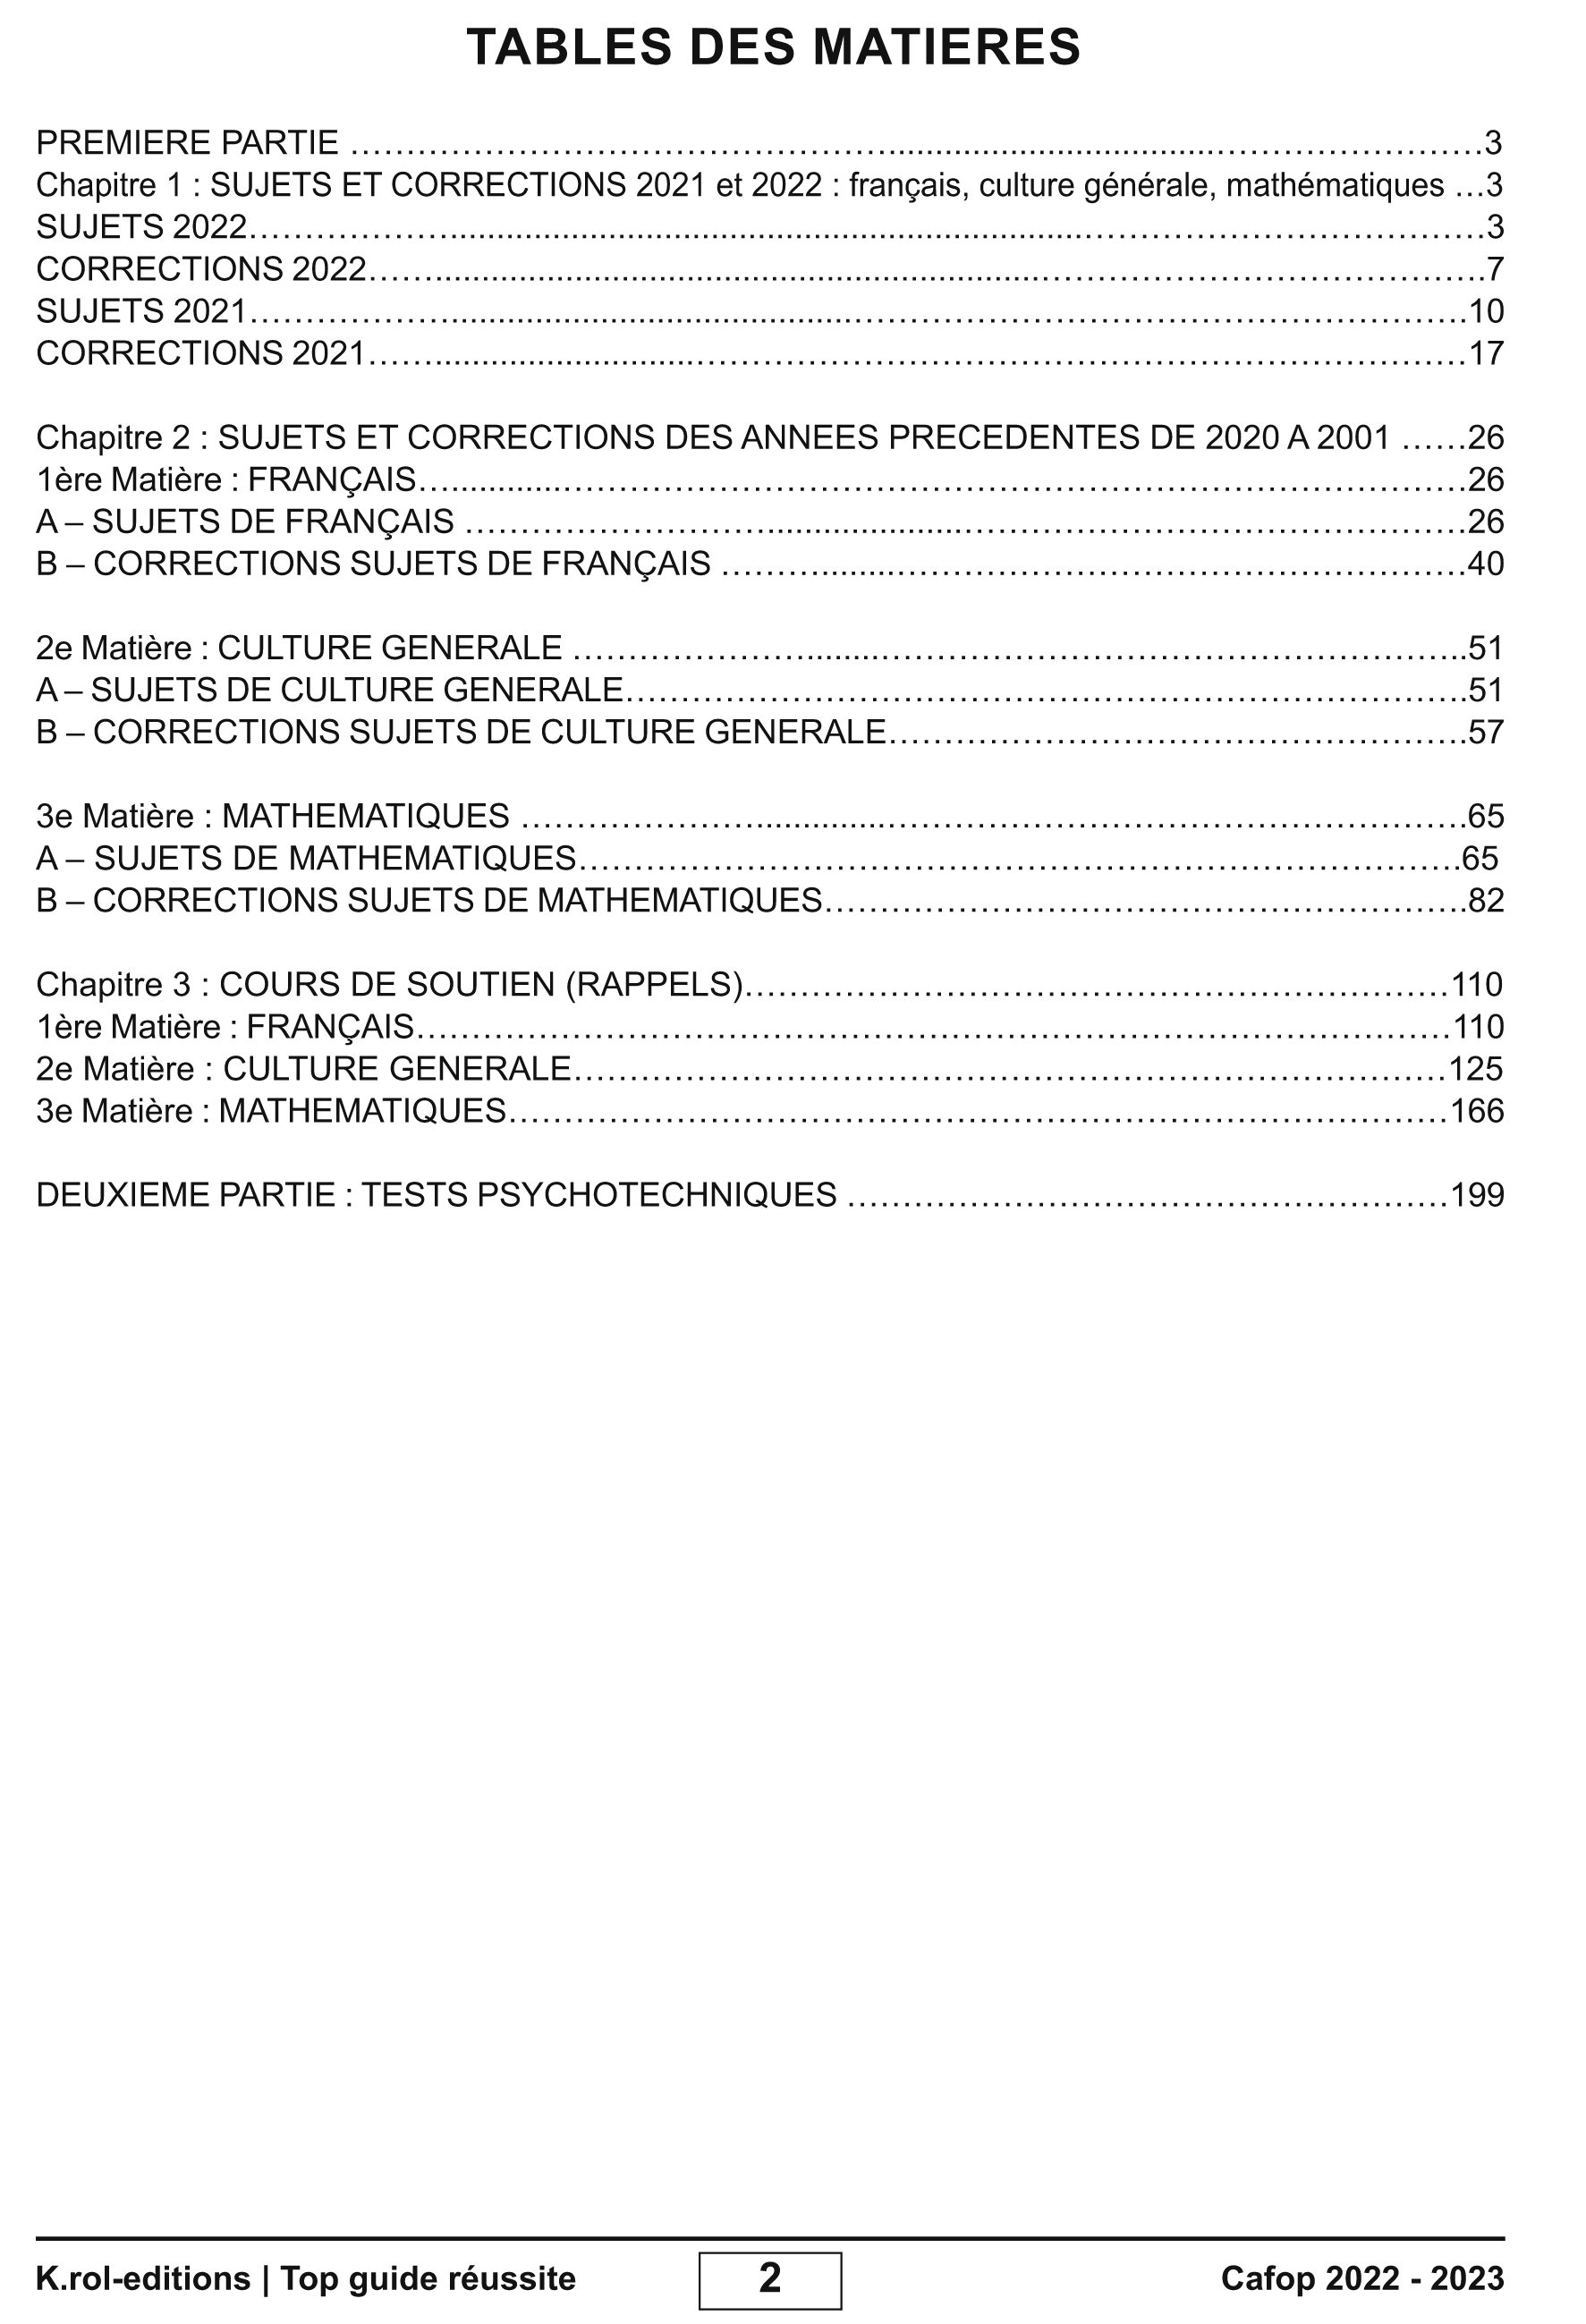 TABLES DES MATIERES
PREMIERE PARTIE ........................................................................3
Chapitre 1 : SUJETS ET CORRECTIONS 2021 et 2022 : français, culture générale, mathématiques ...3
SUJETS 2022........................................................................3
CORRECTIONS 2022........................................................................7
SUJETS 2021........................................................................10
CORRECTIONS 2021........................................................................17
Chapitre 2 : SUJETS ET CORRECTIONS DES ANNEES PRECEDENTES DE 2020 A 2001 ......26
1ère Matière : FRANÇAIS........................................................................26
A – SUJETS DE FRANÇAIS ........................................................................26
B – CORRECTIONS SUJETS DE FRANÇAIS ............................................................40
2e Matière : CULTURE GENERALE ............................................................51
A – SUJETS DE CULTURE GENERALE............................................................51
B – CORRECTIONS SUJETS DE CULTURE GENERALE................................................57
3e Matière : MATHEMATIQUES ............................................................65
A – SUJETS DE MATHEMATIQUES............................................................65
B – CORRECTIONS SUJETS DE MATHEMATIQUES................................................82
Chapitre 3 : COURS DE SOUTIEN (RAPPELS)................................................110
1ère Matière : FRANÇAIS........................................................................110
2e Matière : CULTURE GENERALE............................................................125
3e Matière : MATHEMATIQUES............................................................166
DEUXIEME PARTIE : TESTS PSYCHOTECHNIQUES ................................................199
K.rol-editions | Top guide réussite 2 Cafop 2022 - 2023